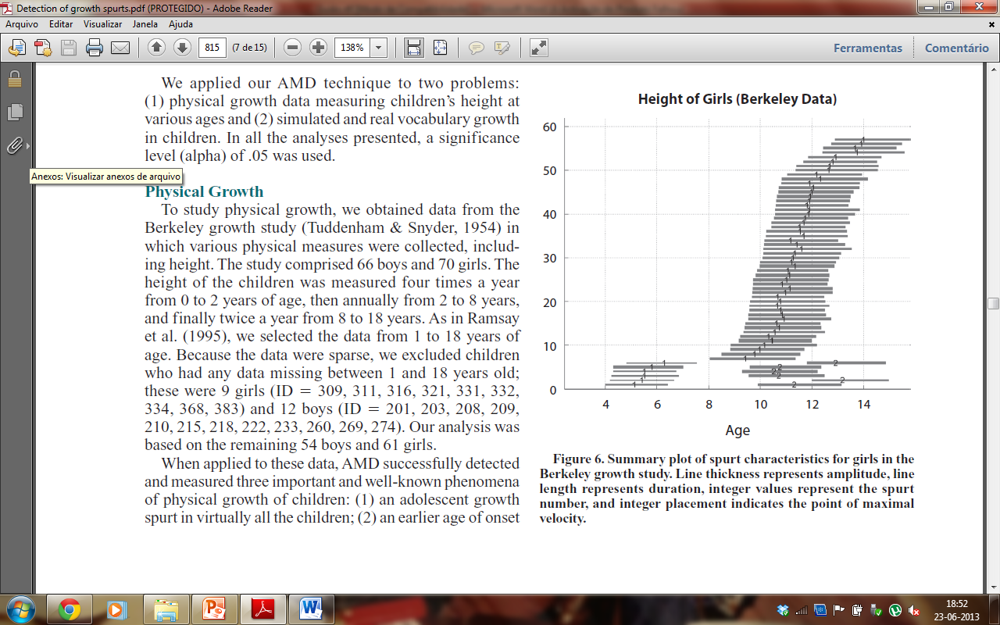 Detection of growth spurts.pdf (PROTEGIDO) - Adobe Reader
Arquivo Editar Visualizar Janela Ajuda
815 (7 de 15) 138% Ferramentas Comentário
We applied our AMD technique to two problems:
(1) physical growth data measuring children's height at
various ages and (2) simulated and real vocabulary growth
in children. In all the analyses presented, a significance
level (alpha) of .05 was used.
Anexos: Visualizar anexos de arquivo
Physical Growth
To study physical growth, we obtained data from the
Berkeley growth study (Tuddenham & Snyder, 1954) in
which various physical measures were collected, includ-
ing height. The study comprised 66 boys and 70 girls. The
height of the children was measured four times a year
from 0 to 2 years of age, then annually from 2 to 8 years,
and finally twice a year from 8 to 18 years. As in Ramsay
et al. (1995), we selected the data from 1 to 18 years of
age. Because the data were sparse, we excluded children
who had any data missing between 1 and 18 years old;
these were 9 girls (ID = 309, 311, 316, 321, 331, 332,
334, 368, 383) and 12 boys (ID = 201, 203, 208, 209,
210, 215, 218, 222, 233, 260, 269, 274). Our analysis was
based on the remaining 54 boys and 61 girls.
When applied to these data, AMD successfully detected
and measured three important and well-known phenomena
of physical growth of children: (1) an adolescent growth
spurt in virtually all the children; (2) an earlier age of onset
Height of Girls (Berkeley Data)
60
50
40
30
20
10
0
4 6 8 10 12 14
Age
Figure 6. Summary plot of spurt characteristics for girls in the
Berkeley growth study. Line thickness represents amplitude, line
length represents duration, integer values represent the spurt
number, and integer placement indicates the point of maximal
velocity.
18:52
23-06-2013